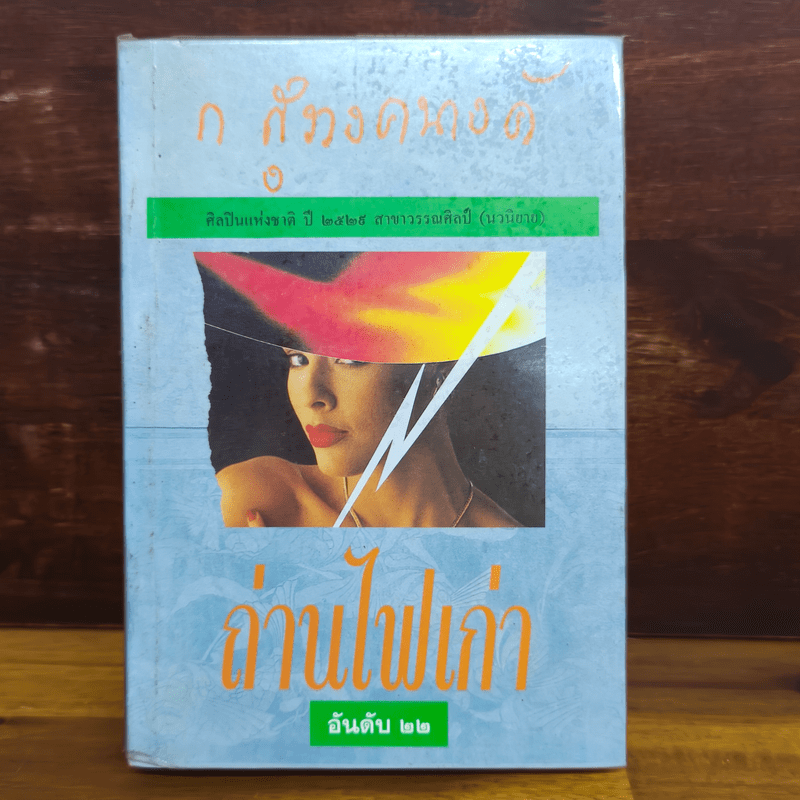 ก สุรางคนางค์
ศิลปินแห่งชาติ ปี ๒๕๒๙ สาขาวรรณศิลป์ (นวนิยาย)
ถ่านไฟเก่า
อันดับ ๒๒